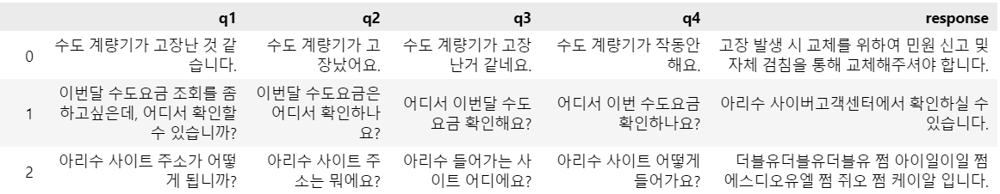 q1 q2 q3 q4 response
0 수도 계량기가 고장난 것 같습니다. 수도 계량기가 고장났어요. 수도 계량기가 고장난거 같네요. 수도 계량기가 작동안해요. 고장 발생 시 교체를 위하여 민원 신고 및 자체 검침을 통해 교체해주셔야 합니다.
1 이번달 수도요금 조회를 좀 하고싶은데, 어디서 확인할 수 있습니까? 이번달 수도요금은 어디서 확인하나요? 어디서 이번달 수도요금 확인해요? 어디서 이번 수도요금 확인하나요? 아리수 사이버고객센터에서 확인하실 수 있습니다.
2 아리수 사이트 주소가 어떻게 됩니까? 아리수 사이트 주소는 뭐에요? 아리수 들어가는 사이트 어디에요? 아리수 사이트 어떻게 들어가요? 더블유더블유더블유 쩜 아이일이일 쩜 에스디오유엘 쩜 쥐오 쩜 케이알 입니다.